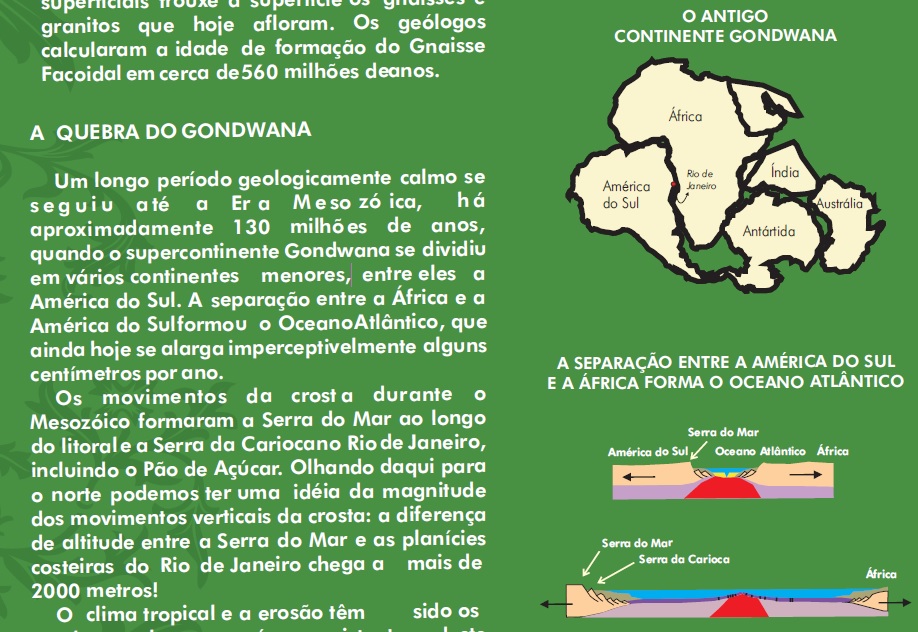 superficiais trouxe à superfície os gnaisses e
granitos que hoje afloram. Os geólogos
calcularam a idade de formação do Gnaisse
Facoidal em cerca de560 milhões deanos.
A QUEBRA DO GONDWANA
Um longo período geologicamente calmo se
seguiu até a Era Mesozóica, há
aproximadamente 130 milhões de anos,
quando o supercontinente Gondwana se dividiu
em vários continentes menores, entre eles a
América do Sul. A separação entre a África e a
América do Sulformou o OceanoAtlântico, que
ainda hoje se alarga imperceptivelmente alguns
centímetros por ano.
Os movimentos da crosta durante o
Mesozóico formaram a Serra do Mar ao longo
do litoral e a Serra da Cariocano Rio de Janeiro,
incluindo o Pão de Açúcar. Olhando daqui para
o norte podemos ter uma idéia da magnitude
dos movimentos verticais da crosta: a diferença
de altitude entre a Serra do Mar e as planícies
costeiras do Rio de Janeiro chega a mais de
2000 metros!
O clima tropical e a erosão têm sido os
O ANTIGO
CONTINENTE GONDWANA
África
Rio de
Janeiro
América
do Sul
Índia
Austrália
Antártida
A SEPARAÇÃO ENTRE A AMÉRICA DO SUL
E A ÁFRICA FORMA O OCEANO ATLÂNTICO
Serra do Mar
América do Sul Oceano Atlântico África
Serra do Mar
Serra da Carioca
África